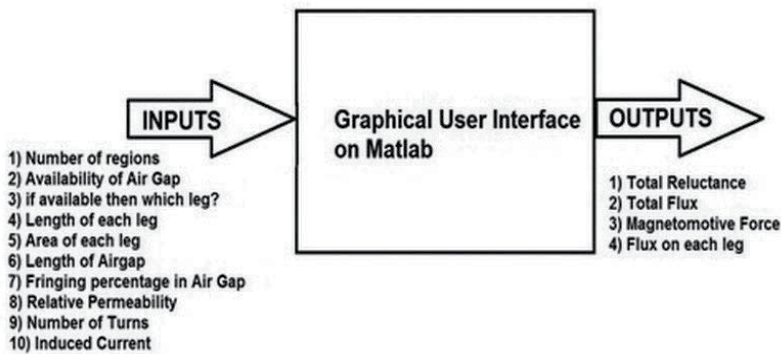 INPUTS
1) Number of regions
2) Availability of Air Gap
3) if available then which leg?
4) Length of each leg
5) Area of each leg
6) Length of Airgap
7) Fringing percentage in Air Gap
8) Relative Permeability
9) Number of Turns
10) Induced Current
Graphical User Interface
on Matlab
OUTPUTS
1) Total Reluctance
2) Total Flux
3) Magnetomotive Force
4) Flux on each leg